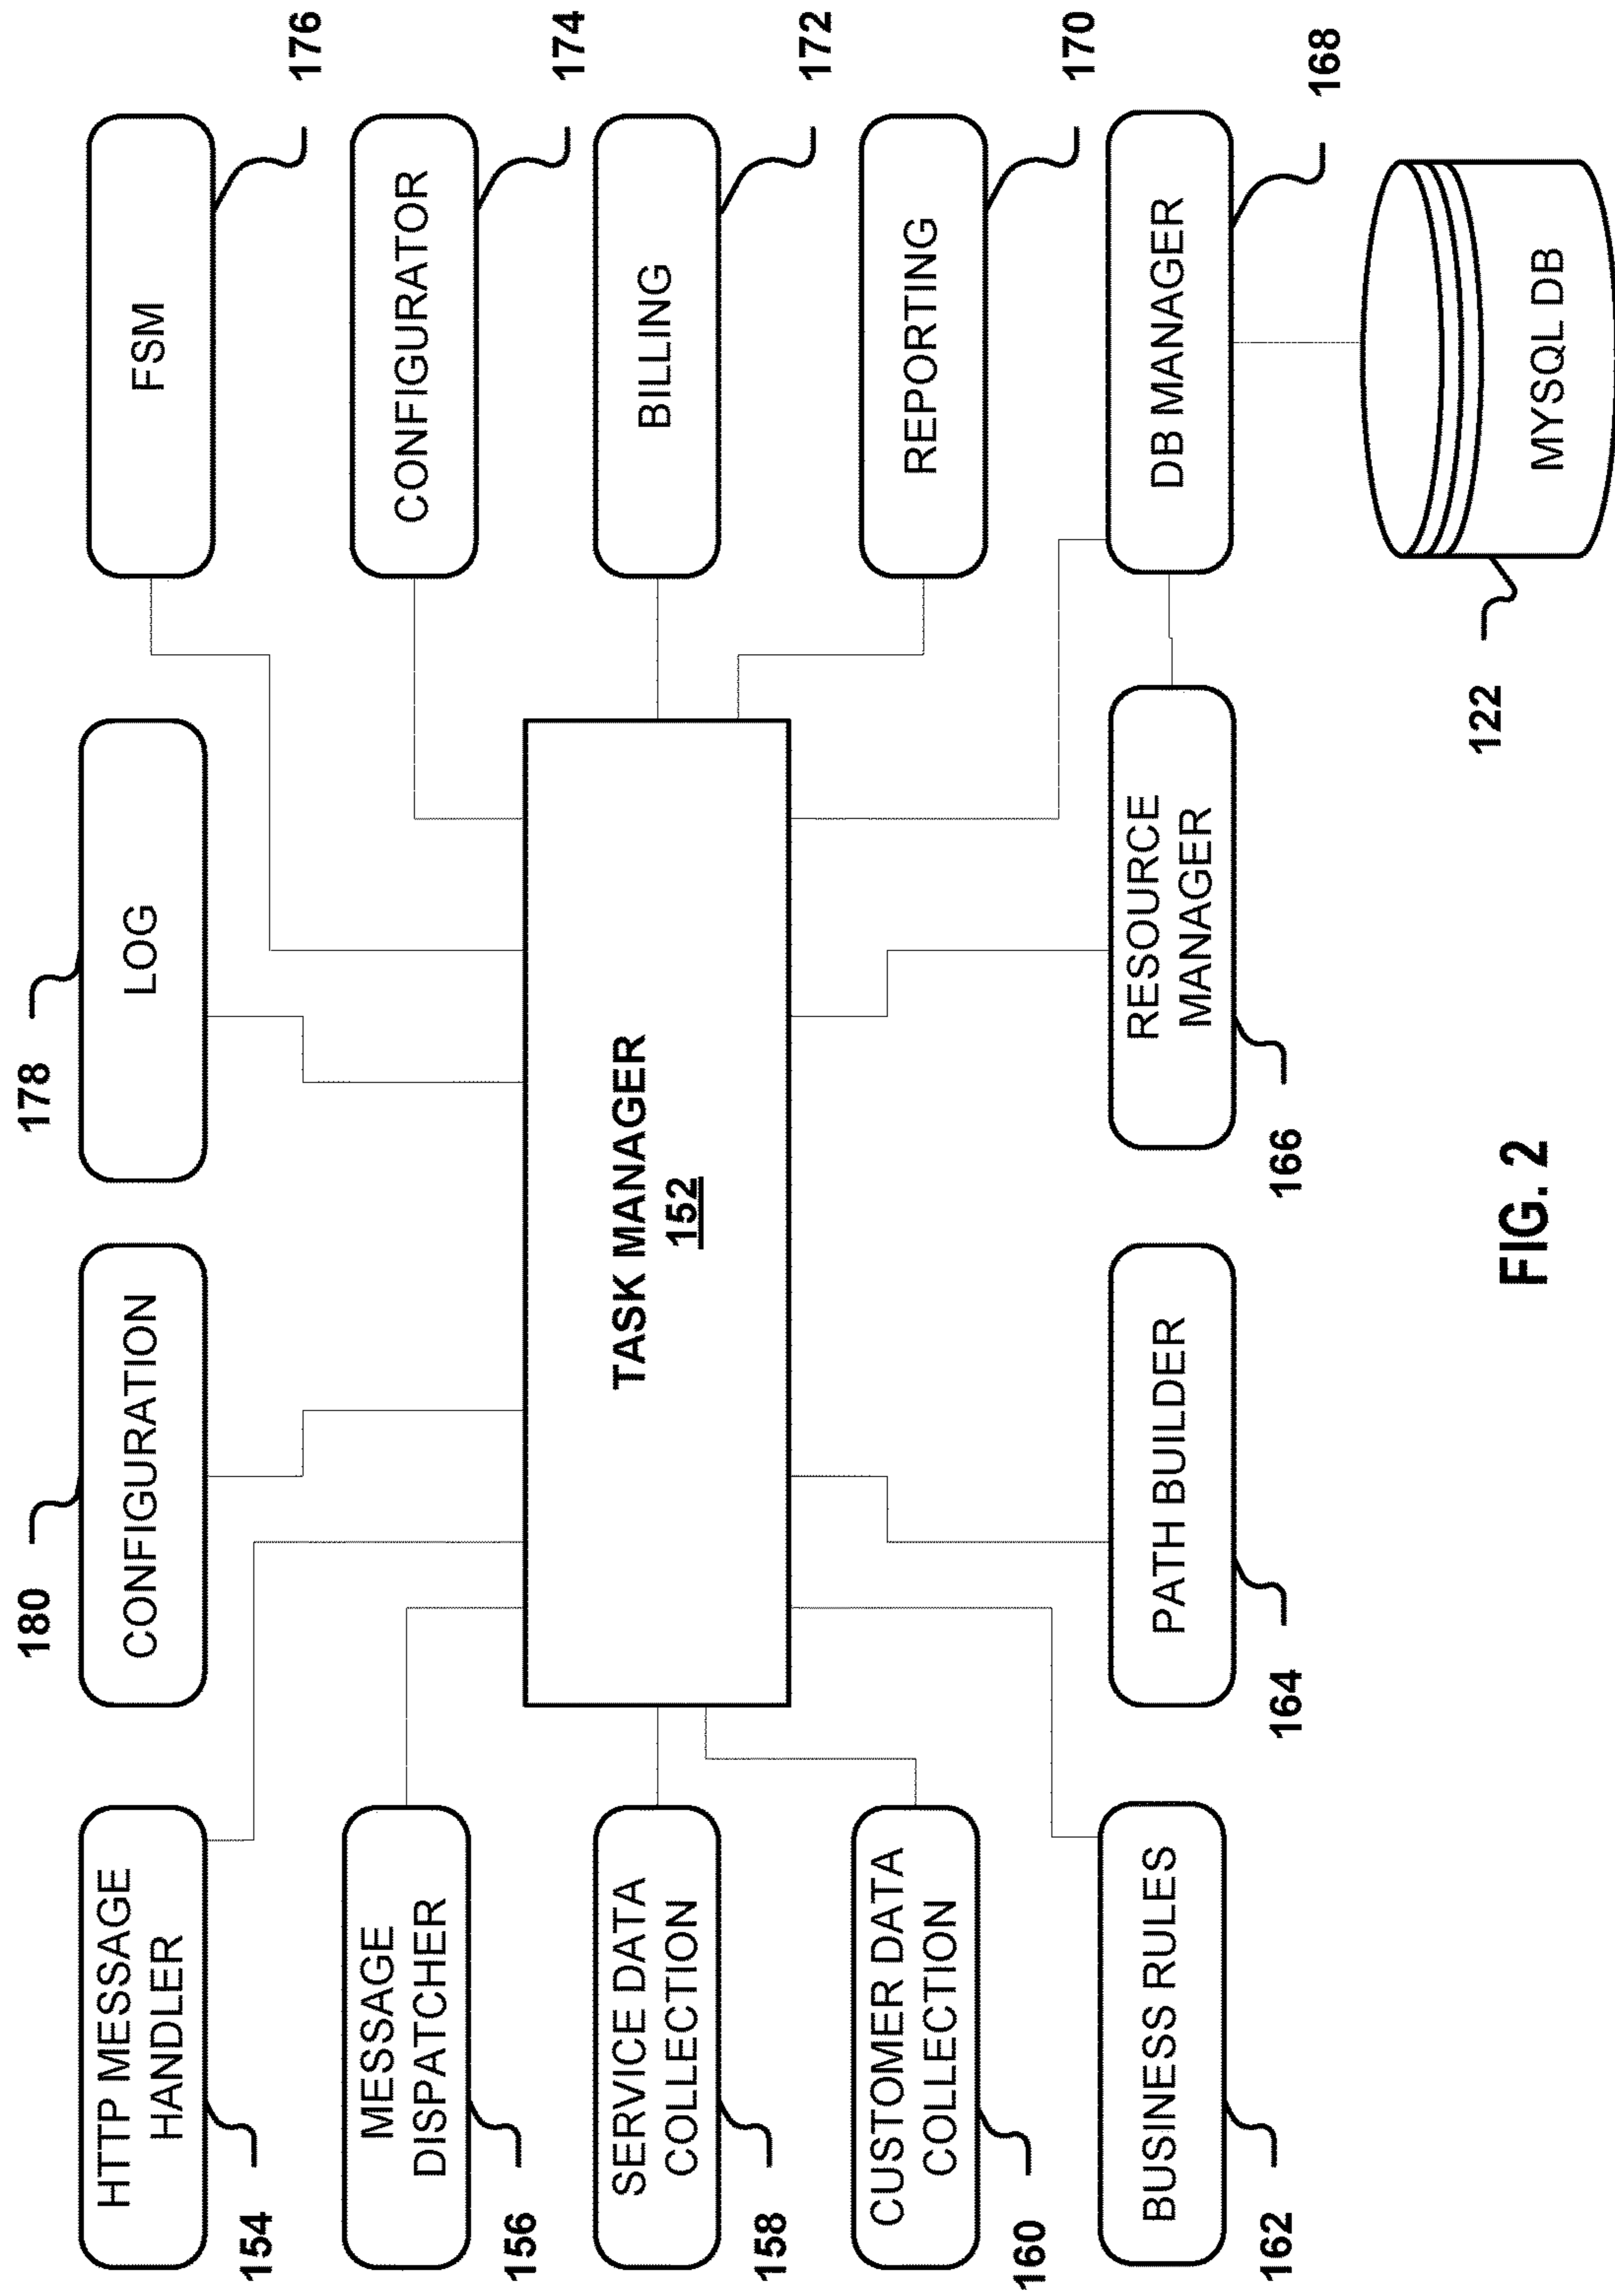 180
178
HTTP MESSAGE
HANDLER
154
CONFIGURATION
LOG
FSM
176
MESSAGE
DISPATCHER
156
CONFIGURATOR
174
SERVICE DATA
COLLECTION
158
TASK MANAGER
152
BILLING
172
CUSTOMER DATA
COLLECTION
160
REPORTING
170
BUSINESS RULES
162
PATH BUILDER
164
RESOURCE
MANAGER
166
DB MANAGER
168
122
MYSQL DB
FIG. 2